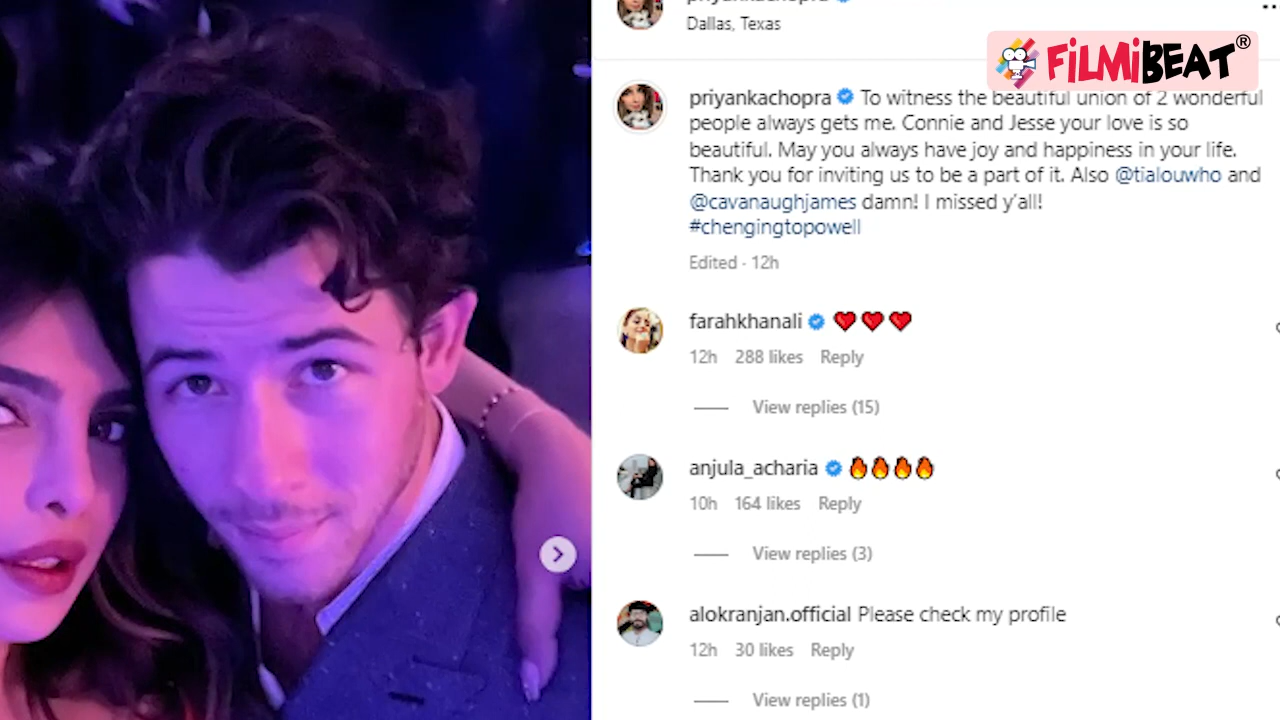 priyankachopra
Dallas, Texas
FiLMiBEAT®
priyankachopra To witness the beautiful union of 2 wonderful
people always gets me. Connie and Jesse your love is so
beautiful. May you always have joy and happiness in your life.
Thank you for inviting us to be a part of it. Also @tialouwho and
@cavanaughjames damn! I missed y'all!
#chengingtopowell
Edited · 12h
farahkhanali ❤❤❤
12h 288 likes Reply
View replies (15)
anjula_acharia 🔥🔥🔥🔥
10h 164 likes Reply
View replies (3)
alokranjan.official Please check my profile
12h 30 likes Reply
View replies (1)